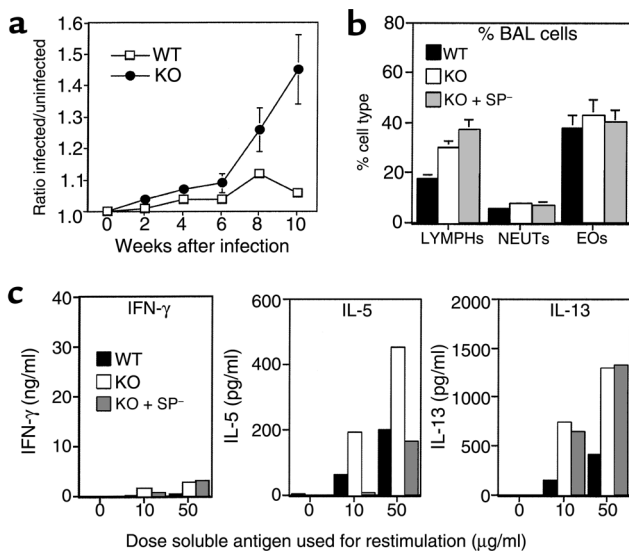 a
Ratio infected/uninfected
1.6
1.5
1.4
1.3
1.2
1.1
1.0
WT
KO
0 2 4 6 8 10
Weeks after infection
b
% BAL cells
% cell type
80
60
40
20
0
WT
KO
KO + SP⁻
LYMPHs NEUTs EOs
c
IFN-γ
IFN-γ (ng/ml)
40
30
20
10
0
WT
KO
KO + SP⁻
0 10 50
IL-5
IL-5 (pg/ml)
600
400
200
0
0 10 50
IL-13
IL-13 (pg/ml)
2000
1500
1000
500
0
0 10 50
Dose soluble antigen used for restimulation (μg/ml)